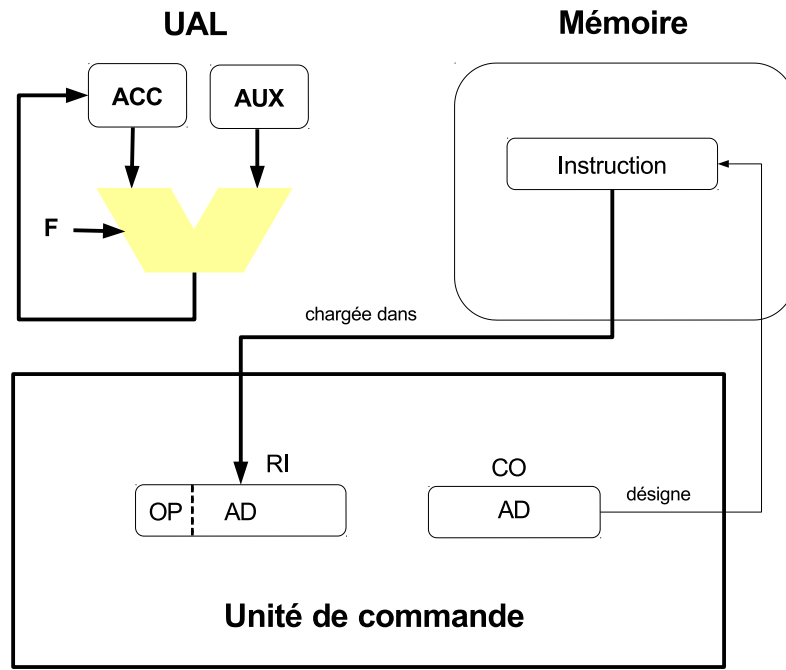 UAL
Mémoire
ACC
AUX
Instruction
F
chargée dans
RI
CO
OP
AD
AD
désigne
Unité de commande